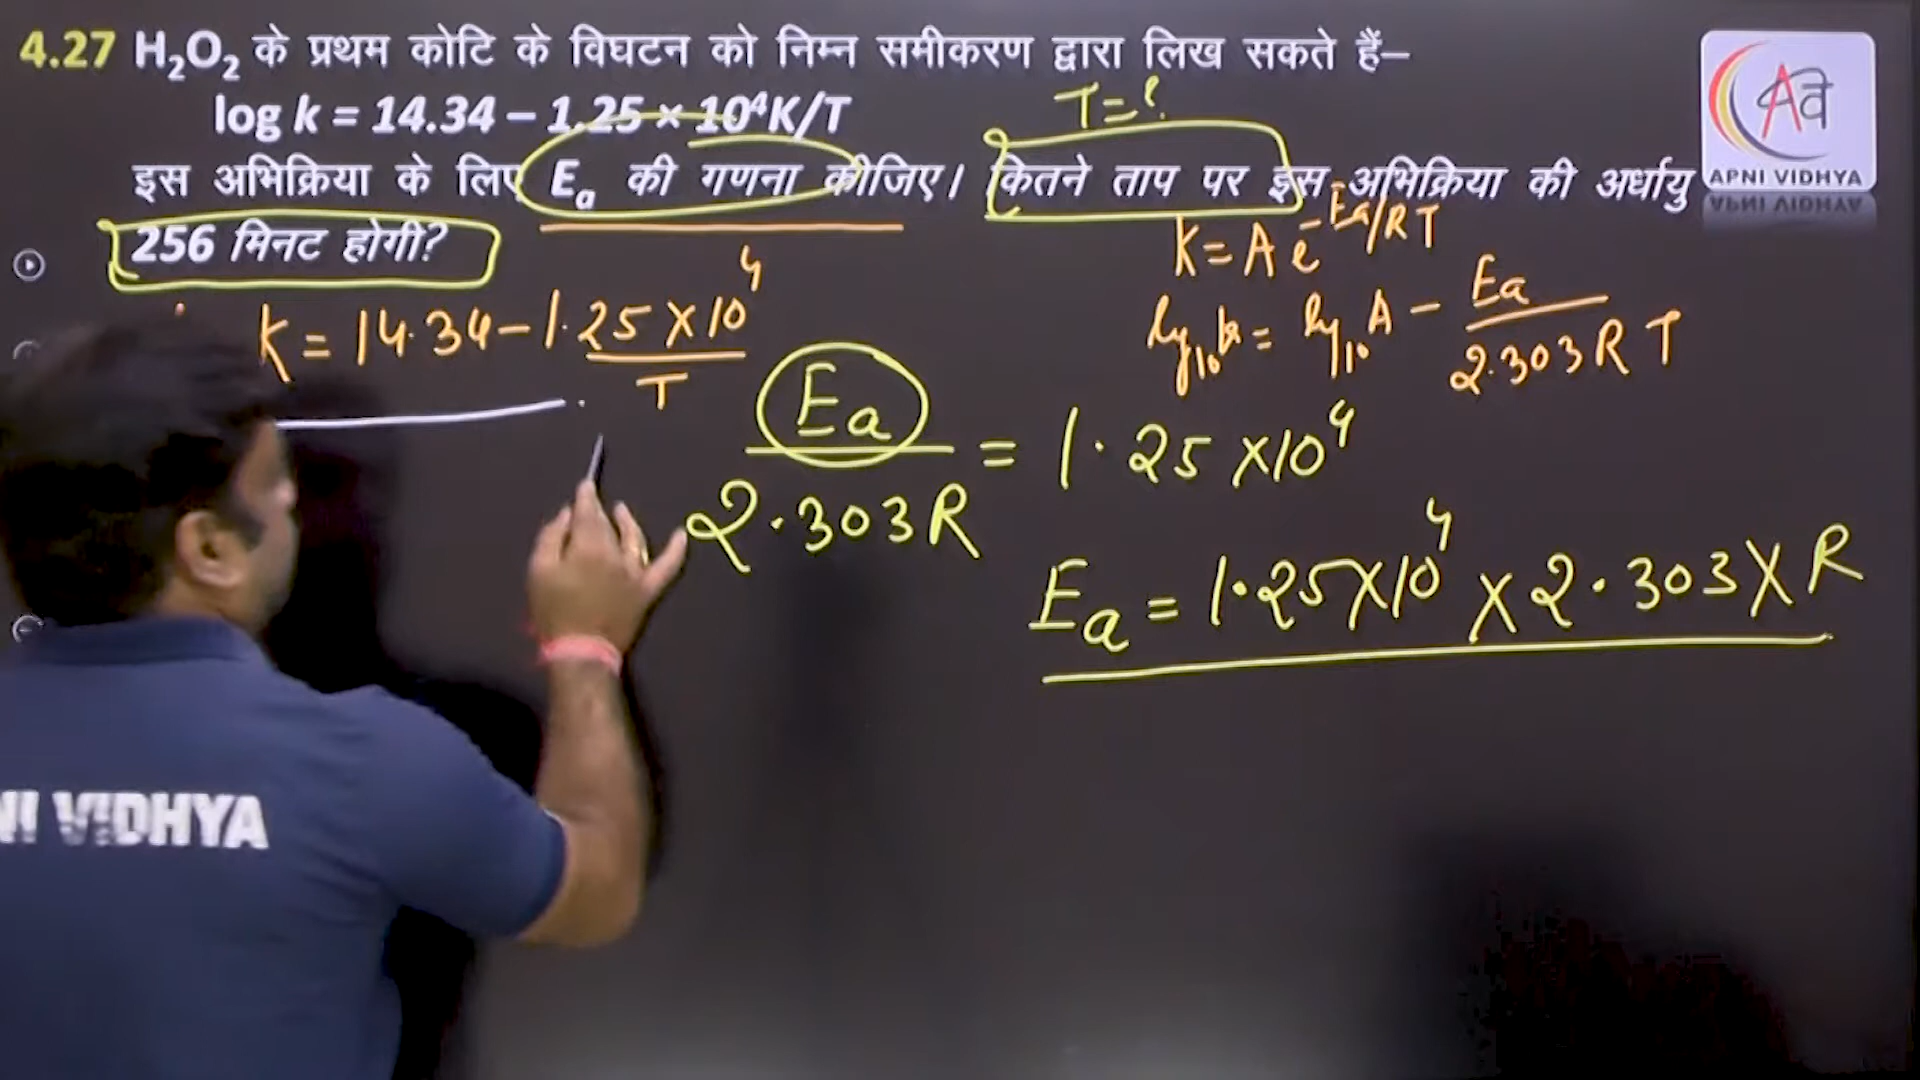 4.27 H₂O₂ के प्रथम कोटि के विघटन को निम्न समीकरण द्वारा लिख सकते हैं–
log k = 14.34 – 1.25 × 10⁴K/T
T = ?
इस अभिक्रिया के लिए Eₐ की गणना कीजिए। कितने ताप पर इस अभिक्रिया की अर्धायु
256 मिनट होगी?
Aवि
APNI VIDHYA
K = A e^-Ea/RT
log₁₀k = log₁₀A - Ea/2.303RT
K = 14.34 - 1.25 × 10⁴/T
Ea/2.303R = 1.25 × 10⁴
Ea = 1.25 × 10⁴ × 2.303 × R
NI VIDHYA